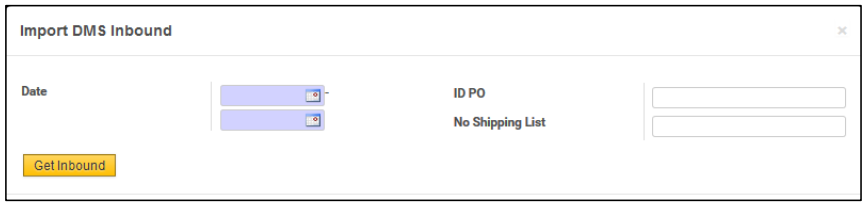 Import DMS Inbound ×
Date - ID PO
No Shipping List
Get Inbound